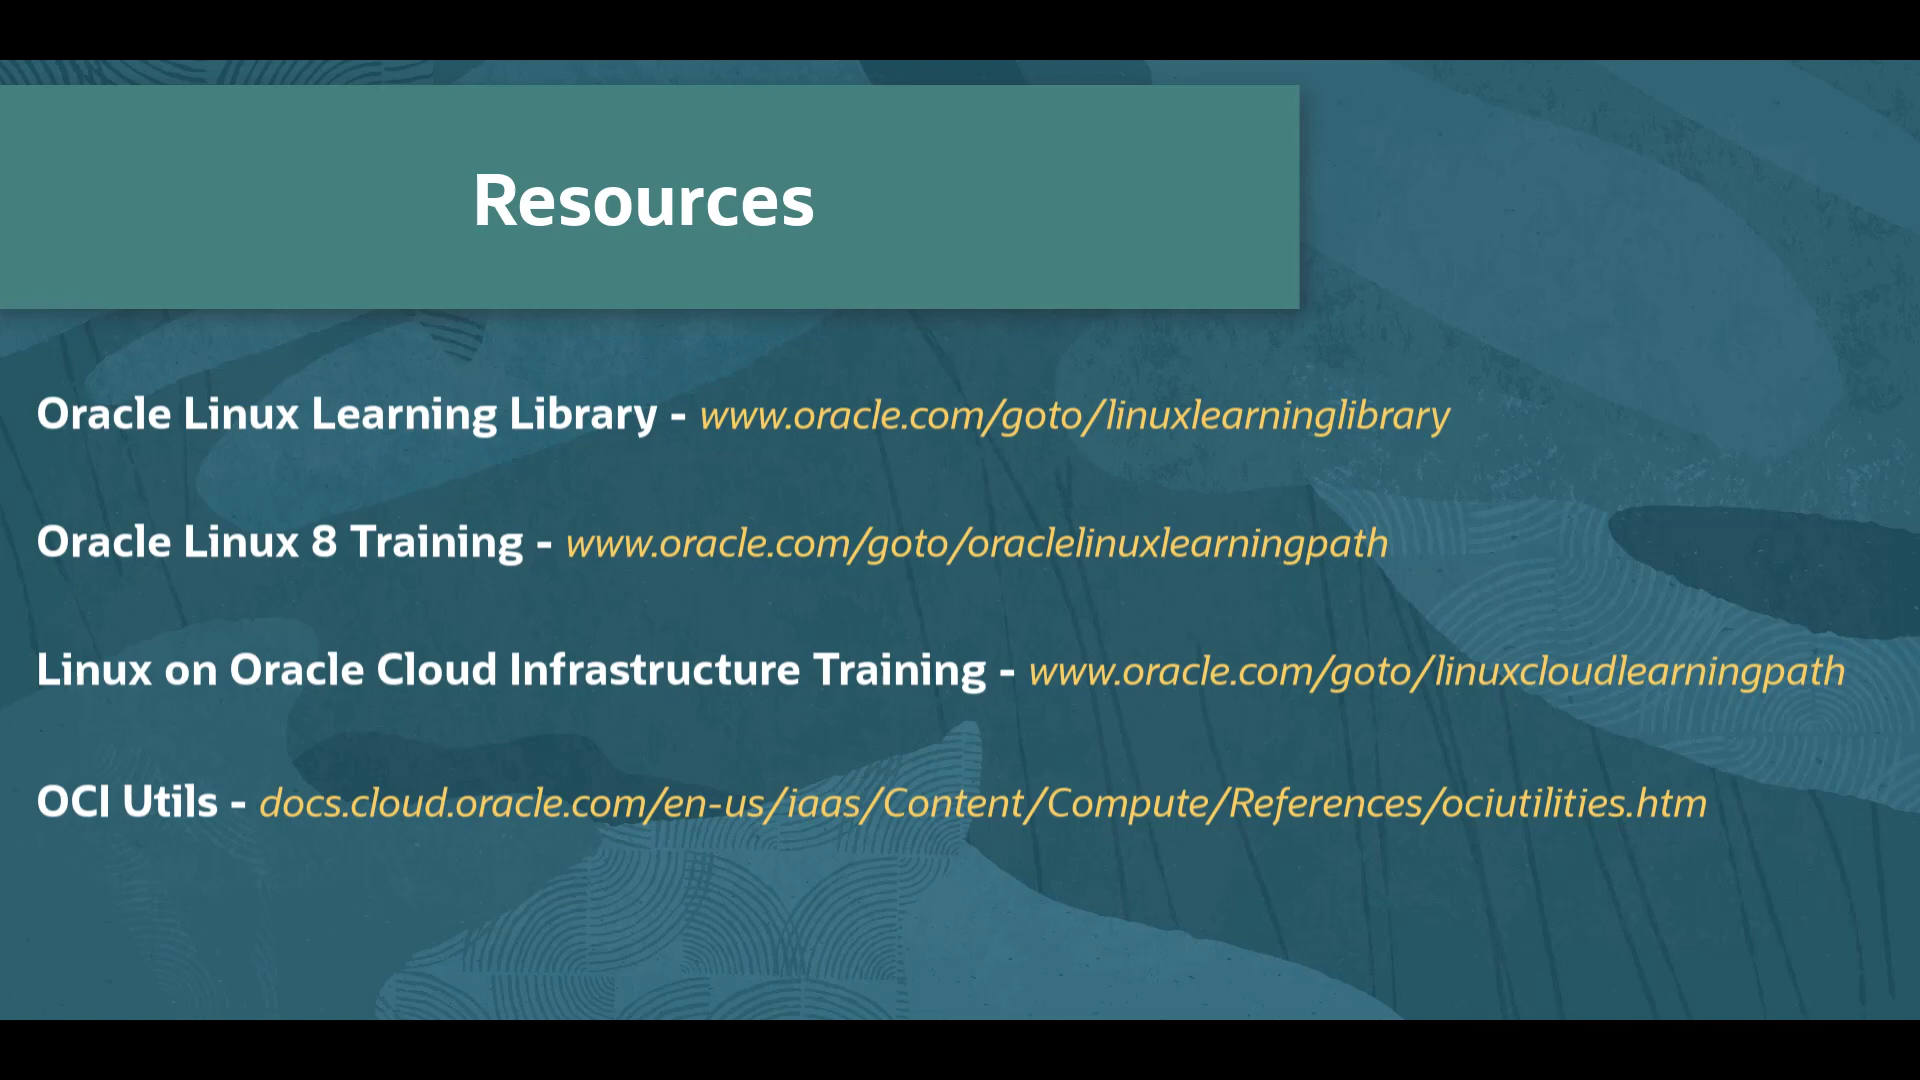 Resources
Oracle Linux Learning Library - www.oracle.com/goto/linuxlearninglibrary
Oracle Linux 8 Training - www.oracle.com/goto/oraclelinuxlearningpath
Linux on Oracle Cloud Infrastructure Training - www.oracle.com/goto/linuxcloudlearningpath
OCI Utils - docs.cloud.oracle.com/en-us/iaas/Content/Compute/References/ociutilities.htm